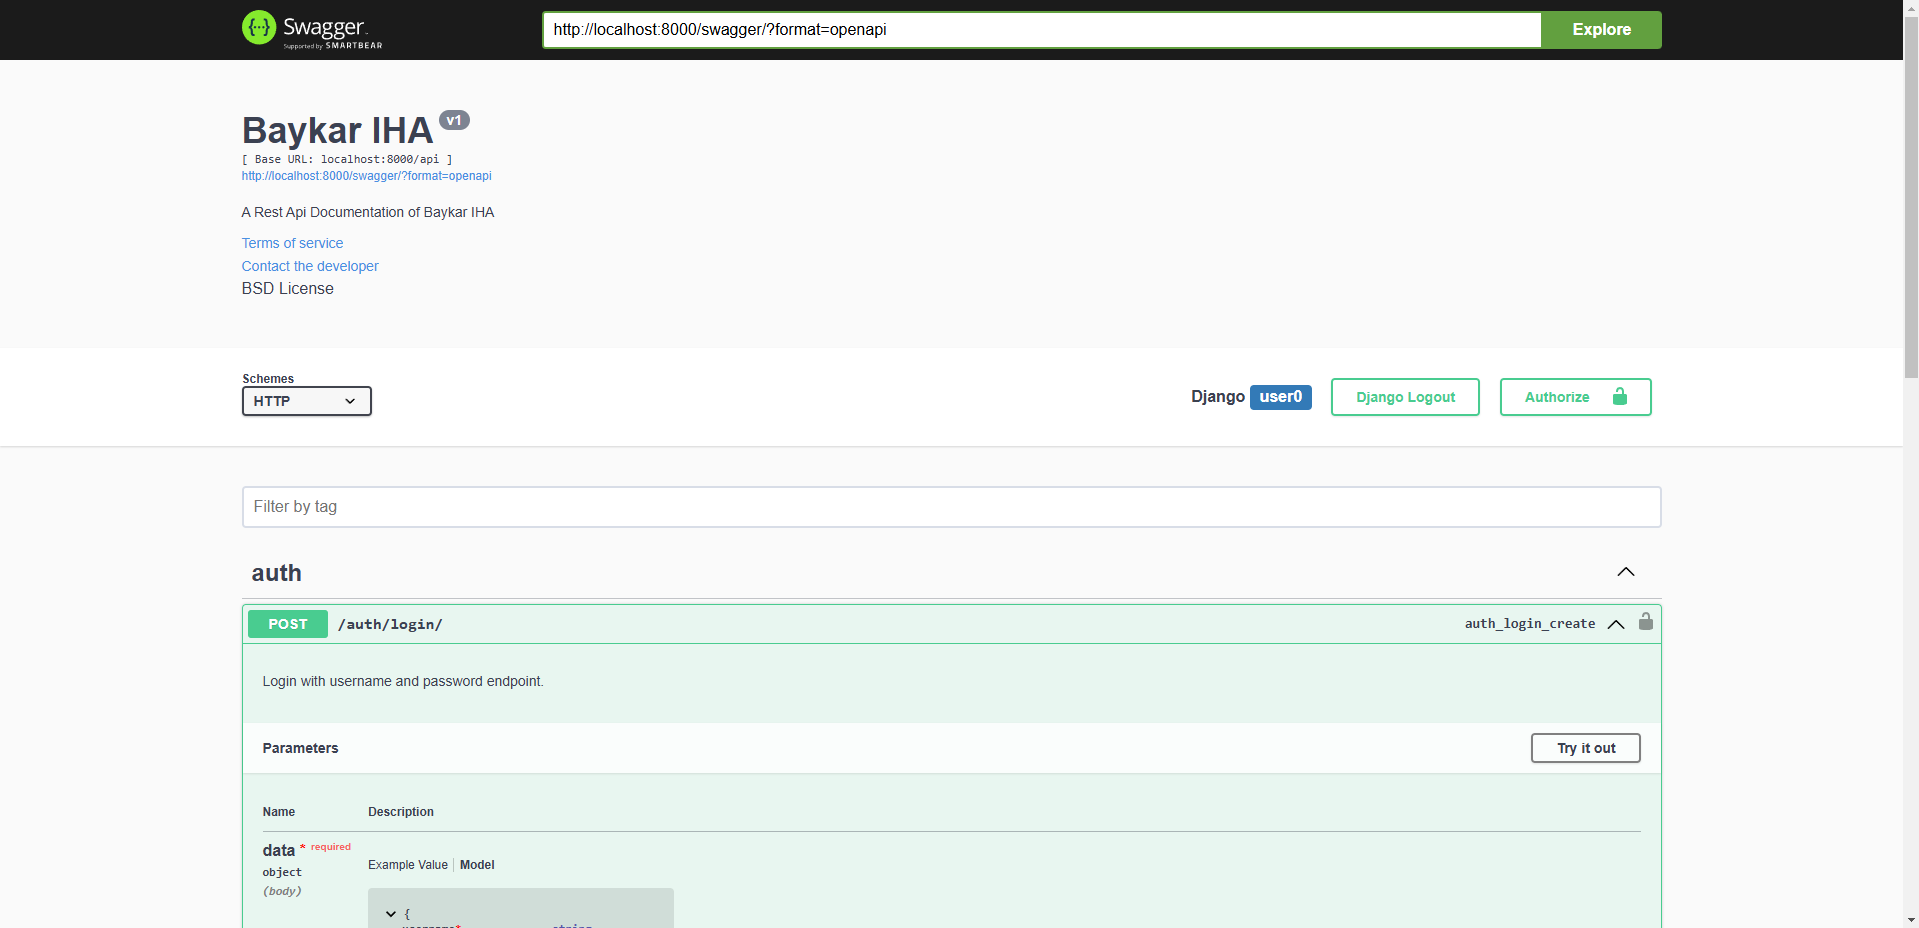 Swagger
Supported by SMARTBEAR
http://localhost:8000/swagger/?format=openapi
Explore
Baykar IHA v1
[ Base URL: localhost:8000/api ]
http://localhost:8000/swagger/?format=openapi
A Rest Api Documentation of Baykar IHA
Terms of service
Contact the developer
BSD License
Schemes
HTTP
Django user0
Django Logout
Authorize
Filter by tag
auth
POST /auth/login/ auth_login_create
Login with username and password endpoint.
Parameters
Try it out
Name Description
data * required
object
(body)
Example Value Model
{
username* string